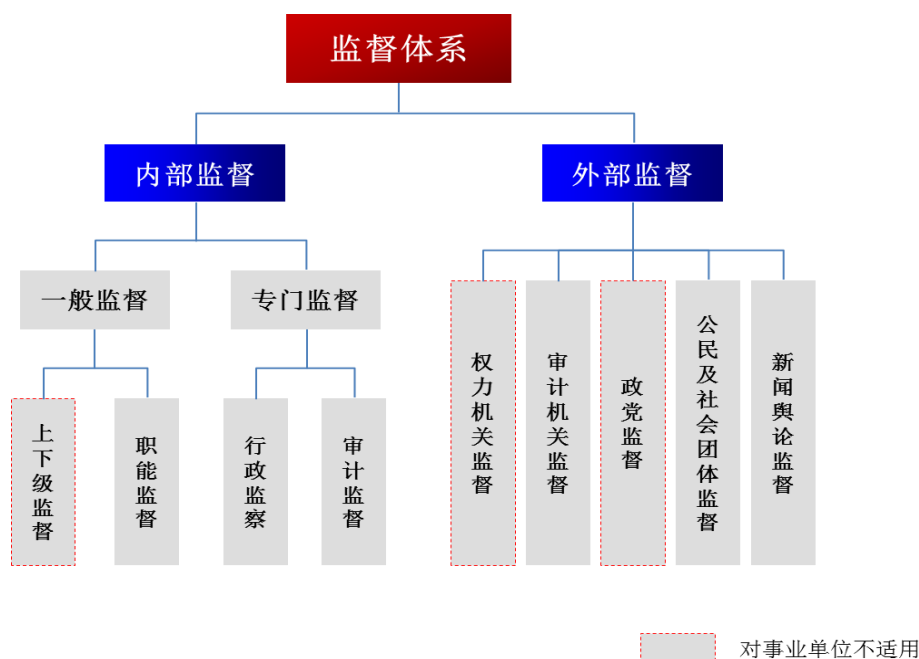 监督体系
内部监督
外部监督
一般监督
专门监督
上下级监督
职能监督
行政监察
审计监督
权力机关监督
审计机关监督
政党监督
公民及社会团体监督
新闻舆论监督
对事业单位不适用